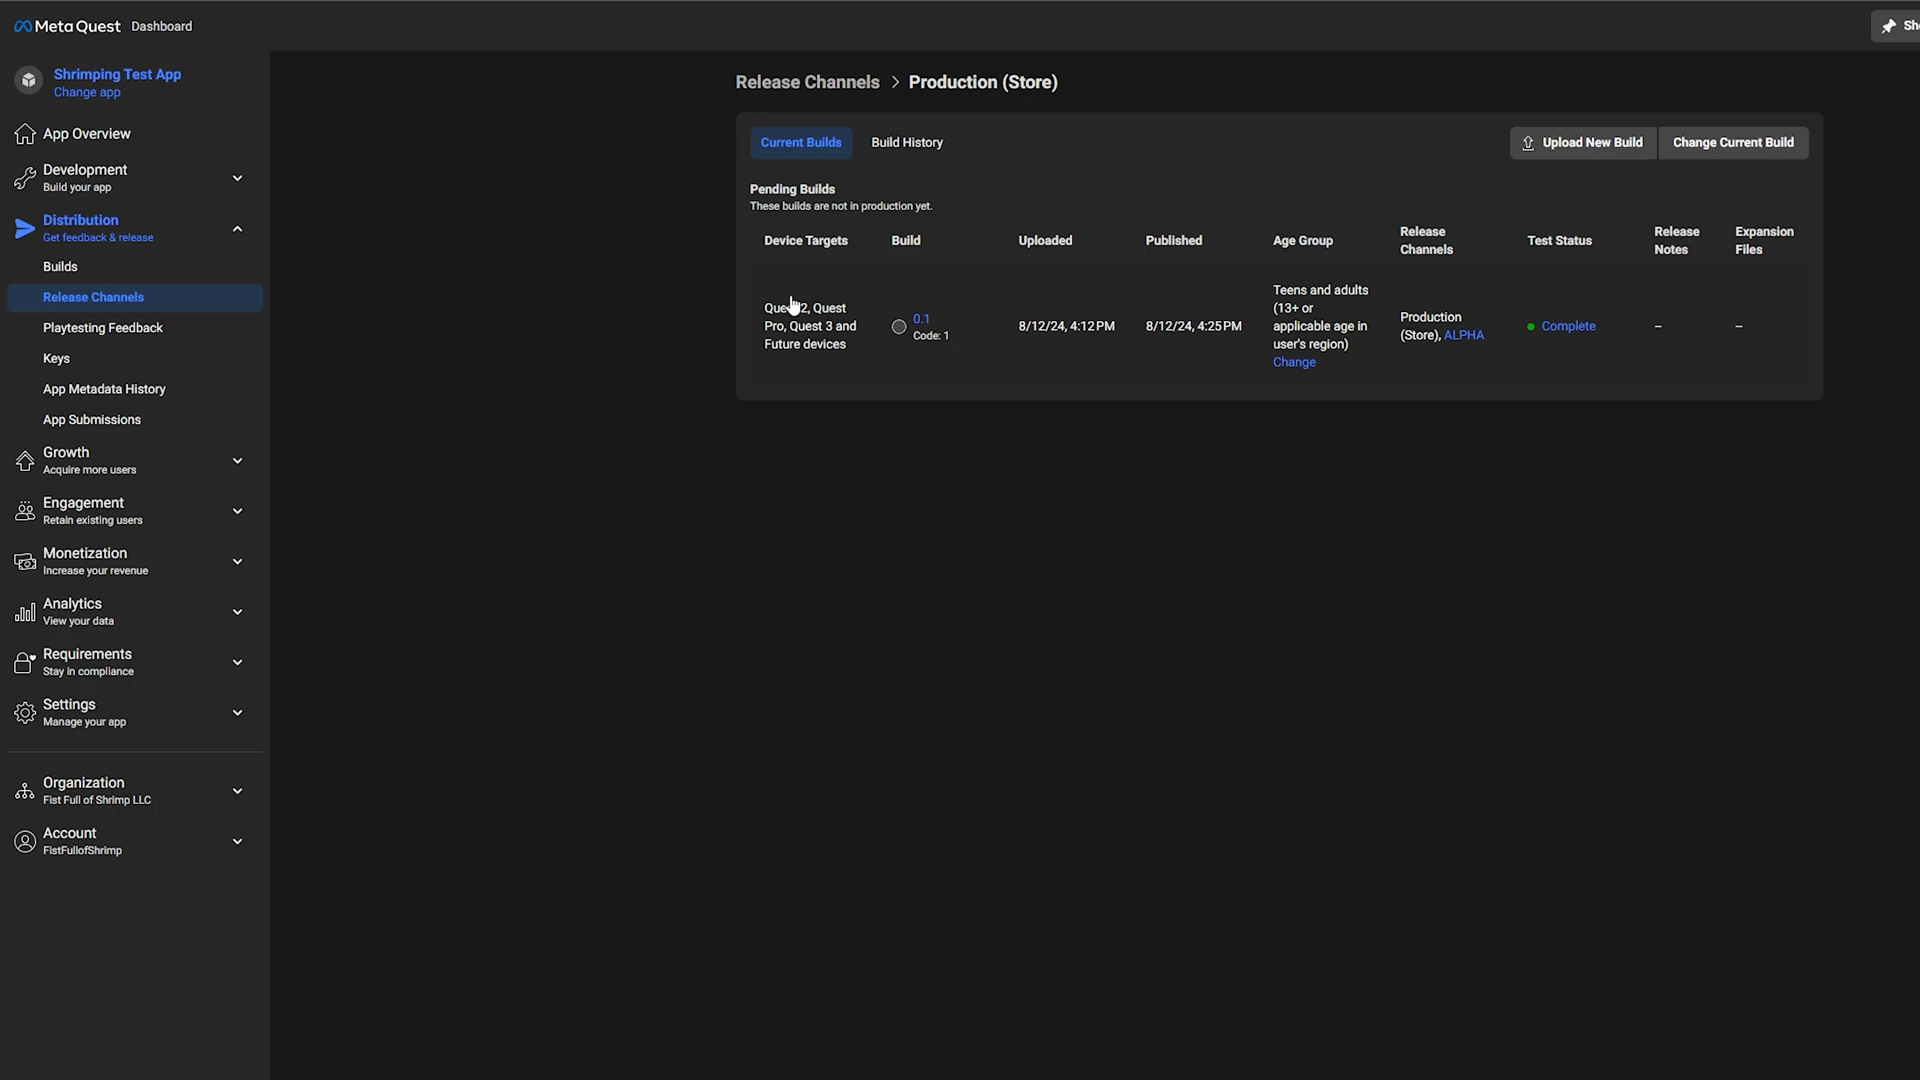 Meta Quest Dashboard
Shrimping Test App
Change app
App Overview
Development
Build your app
Distribution
Get feedback & release
Builds
Release Channels
Playtesting Feedback
Keys
App Metadata History
App Submissions
Growth
Acquire more users
Engagement
Retain existing users
Monetization
Increase your revenue
Analytics
View your data
Requirements
Stay in compliance
Settings
Manage your app
Organization
Fist Full of Shrimp LLC
Account
FistFullofShrimp
Release Channels > Production (Store)
Current Builds Build History Upload New Build Change Current Build
Pending Builds
These builds are not in production yet.
Device Targets Build Uploaded Published Age Group Release Channels Test Status Release Notes Expansion Files
2, Quest
Pro, Quest 3 and
Future devices
0.1
Code: 1
8/12/24, 4:12 PM
8/12/24, 4:25 PM
Teens and adults
(13+ or
applicable age in
user's region)
Change
Production
(Store), ALPHA
Complete
–
–